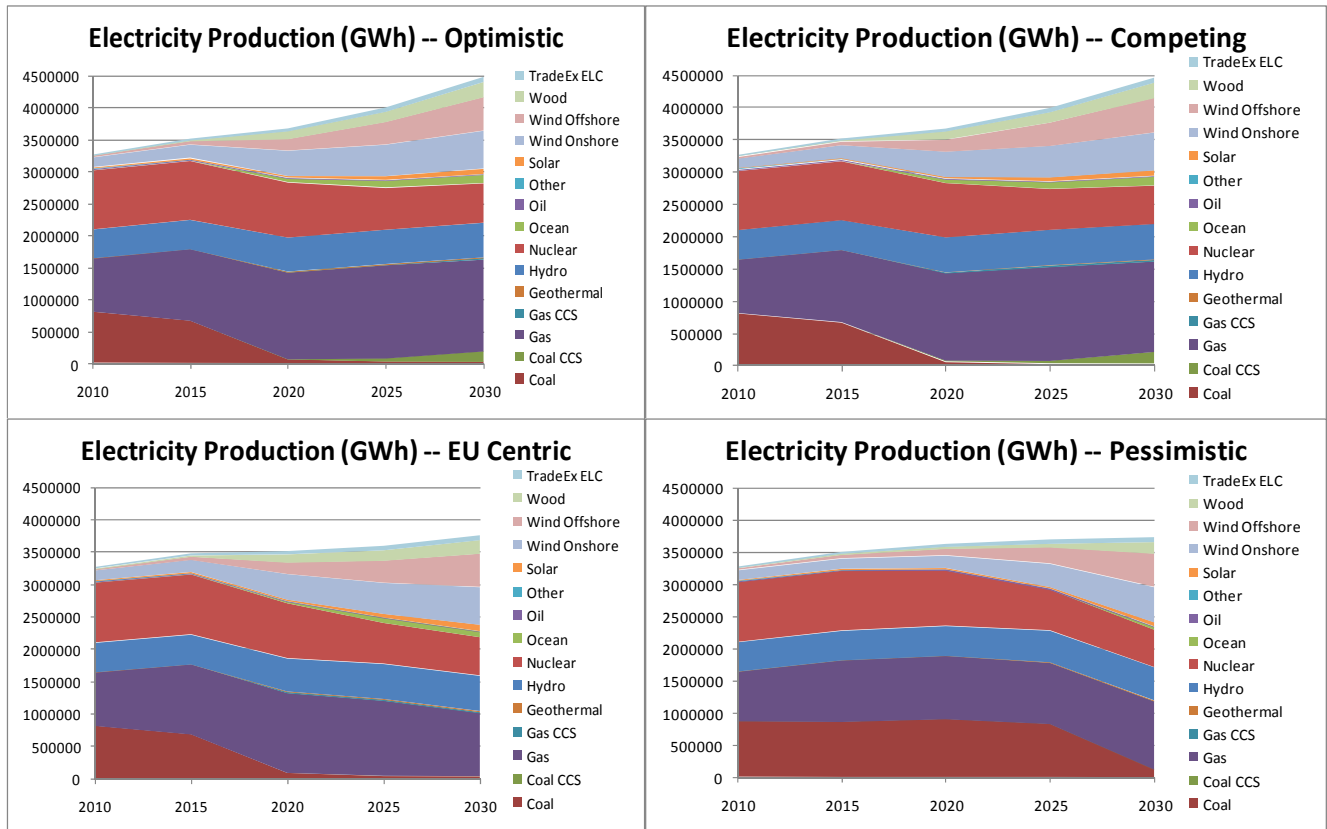 Electricity Production (GWh) -- Optimistic
4500000
4000000
3500000
3000000
2500000
2000000
1500000
1000000
500000
0
2010 2015 2020 2025 2030
TradeEx ELC
Wood
Wind Offshore
Wind Onshore
Solar
Other
Oil
Ocean
Nuclear
Hydro
Geothermal
Gas CCS
Gas
Coal CCS
Coal
Electricity Production (GWh) -- Competing
4500000
4000000
3500000
3000000
2500000
2000000
1500000
1000000
500000
0
2010 2015 2020 2025 2030
TradeEx ELC
Wood
Wind Offshore
Wind Onshore
Solar
Other
Oil
Ocean
Nuclear
Hydro
Geothermal
Gas CCS
Gas
Coal CCS
Coal
Electricity Production (GWh) -- EU Centric
4500000
4000000
3500000
3000000
2500000
2000000
1500000
1000000
500000
0
2010 2015 2020 2025 2030
TradeEx ELC
Wood
Wind Offshore
Wind Onshore
Solar
Other
Oil
Ocean
Nuclear
Hydro
Geothermal
Gas CCS
Gas
Coal CCS
Coal
Electricity Production (GWh) -- Pessimistic
4500000
4000000
3500000
3000000
2500000
2000000
1500000
1000000
500000
0
2010 2015 2020 2025 2030
TradeEx ELC
Wood
Wind Offshore
Wind Onshore
Solar
Other
Oil
Ocean
Nuclear
Hydro
Geothermal
Gas CCS
Gas
Coal CCS
Coal